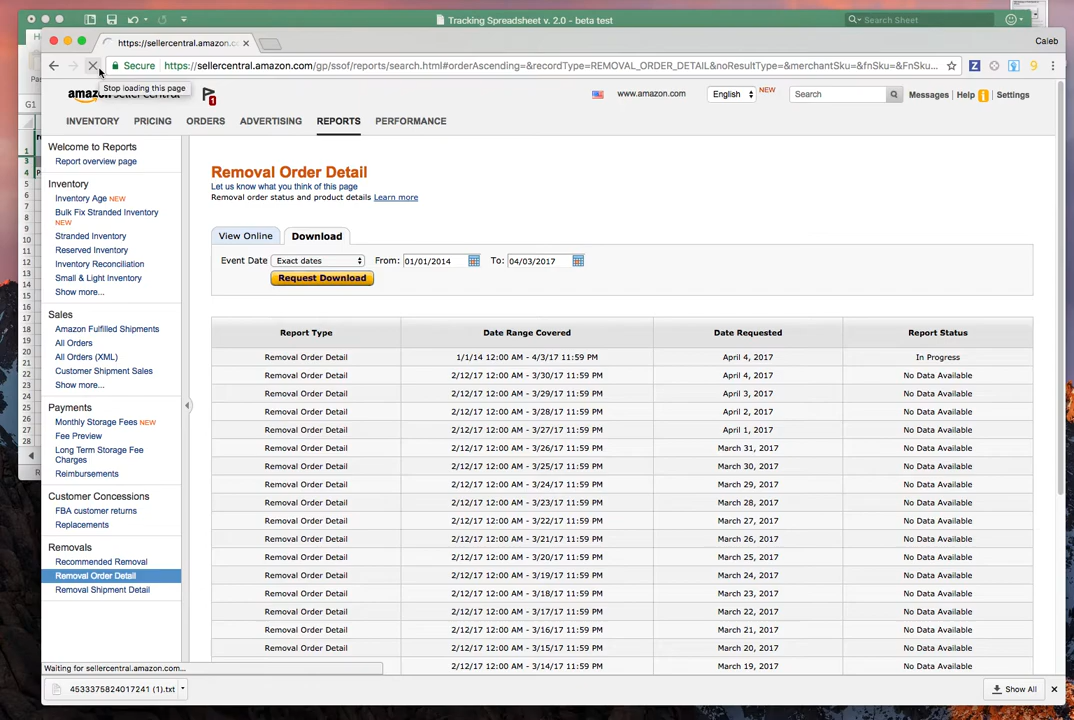 Tracking Spreadsheet v. 2.0 - beta test
Search Sheet
https://sellercentral.amazon.c
Caleb
Secure https://sellercentral.amazon.com/gp/ssof/reports/search.html#orderAscending=&recordType=REMOVAL_ORDER_DETAIL&noResultType=&merchantSku=&fnSku=&FnSku...
Stop loading this page
amazon seller central
1
www.amazon.com
English
NEW
Search
Messages
Help
Settings
INVENTORY PRICING ORDERS ADVERTISING REPORTS PERFORMANCE
G1
Welcome to Reports
Report overview page
Inventory
Inventory Age NEW
Bulk Fix Stranded Inventory
NEW
Stranded Inventory
Reserved Inventory
Inventory Reconciliation
Small & Light Inventory
Show more...
Sales
Amazon Fulfilled Shipments
All Orders
All Orders (XML)
Customer Shipment Sales
Show more...
Payments
Monthly Storage Fees NEW
Fee Preview
Long Term Storage Fee
Charges
Reimbursements
Customer Concessions
FBA customer returns
Replacements
Removals
Recommended Removal
Removal Order Detail
Removal Shipment Detail
Removal Order Detail
Let us know what you think of this page
Removal order status and product details Learn more
View Online
Download
Event Date Exact dates From: 01/01/2014 To: 04/03/2017
Request Download
Report Type Date Range Covered Date Requested Report Status
Removal Order Detail 1/1/14 12:00 AM - 4/3/17 11:59 PM April 4, 2017 In Progress
Removal Order Detail 2/12/17 12:00 AM - 3/30/17 11:59 PM April 4, 2017 No Data Available
Removal Order Detail 2/12/17 12:00 AM - 3/29/17 11:59 PM April 3, 2017 No Data Available
Removal Order Detail 2/12/17 12:00 AM - 3/28/17 11:59 PM April 2, 2017 No Data Available
Removal Order Detail 2/12/17 12:00 AM - 3/27/17 11:59 PM April 1, 2017 No Data Available
Removal Order Detail 2/12/17 12:00 AM - 3/26/17 11:59 PM March 31, 2017 No Data Available
Removal Order Detail 2/12/17 12:00 AM - 3/25/17 11:59 PM March 30, 2017 No Data Available
Removal Order Detail 2/12/17 12:00 AM - 3/24/17 11:59 PM March 29, 2017 No Data Available
Removal Order Detail 2/12/17 12:00 AM - 3/23/17 11:59 PM March 28, 2017 No Data Available
Removal Order Detail 2/12/17 12:00 AM - 3/22/17 11:59 PM March 27, 2017 No Data Available
Removal Order Detail 2/12/17 12:00 AM - 3/21/17 11:59 PM March 26, 2017 No Data Available
Removal Order Detail 2/12/17 12:00 AM - 3/20/17 11:59 PM March 25, 2017 No Data Available
Removal Order Detail 2/12/17 12:00 AM - 3/19/17 11:59 PM March 24, 2017 No Data Available
Removal Order Detail 2/12/17 12:00 AM - 3/18/17 11:59 PM March 23, 2017 No Data Available
Removal Order Detail 2/12/17 12:00 AM - 3/17/17 11:59 PM March 21, 2017 No Data Available
Removal Order Detail 2/12/17 12:00 AM - 3/16/17 11:59 PM March 20, 2017 No Data Available
Removal Order Detail 2/12/17 12:00 AM - 3/14/17 11:59 PM March 19, 2017 No Data Available
Waiting for sellercentral.amazon.com...
4533375824017241 (1).txt
Show All